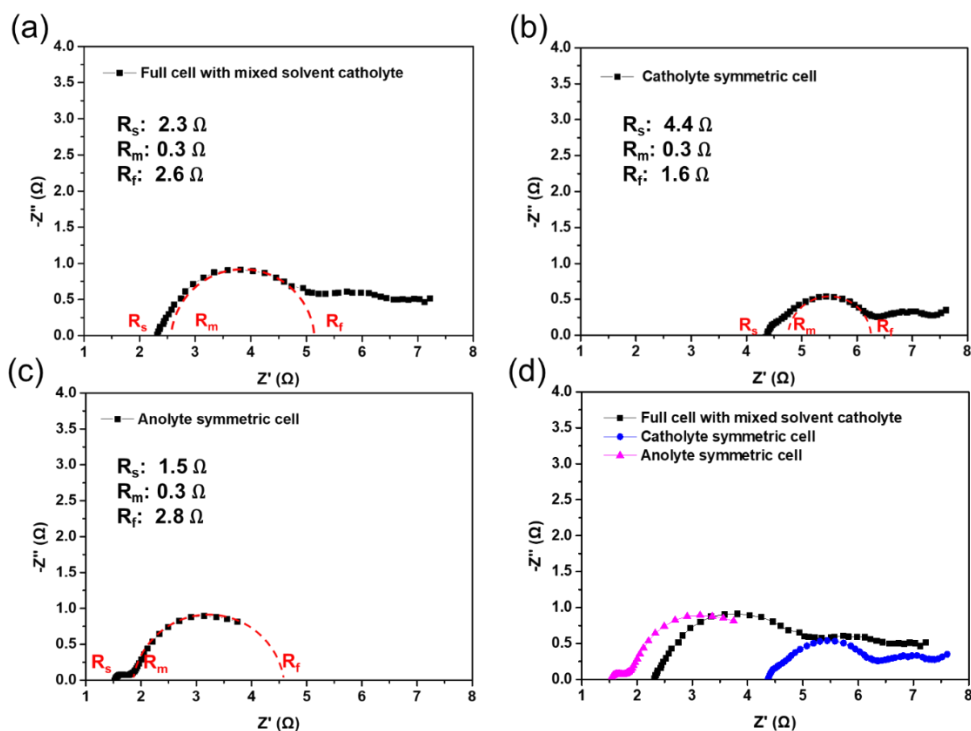 (a)
4.0
3.5
3.0
2.5
2.0
1.5
1.0
0.5
0.0
-Z'' (Ω)
Full cell with mixed solvent catholyte
Rs: 2.3 Ω
Rm: 0.3 Ω
Rf: 2.6 Ω
Rs
Rm
Rf
1 2 3 4 5 6 7 8
Z' (Ω)
(b)
4.0
3.5
3.0
2.5
2.0
1.5
1.0
0.5
0.0
-Z'' (Ω)
Catholyte symmetric cell
Rs: 4.4 Ω
Rm: 0.3 Ω
Rf: 1.6 Ω
Rs
Rm
Rf
1 2 3 4 5 6 7 8
Z' (Ω)
(c)
4.0
3.5
3.0
2.5
2.0
1.5
1.0
0.5
0.0
-Z'' (Ω)
Anolyte symmetric cell
Rs: 1.5 Ω
Rm: 0.3 Ω
Rf: 2.8 Ω
Rs
Rm
Rf
1 2 3 4 5 6 7 8
Z' (Ω)
(d)
4.0
3.5
3.0
2.5
2.0
1.5
1.0
0.5
0.0
-Z'' (Ω)
Full cell with mixed solvent catholyte
Catholyte symmetric cell
Anolyte symmetric cell
1 2 3 4 5 6 7 8
Z' (Ω)